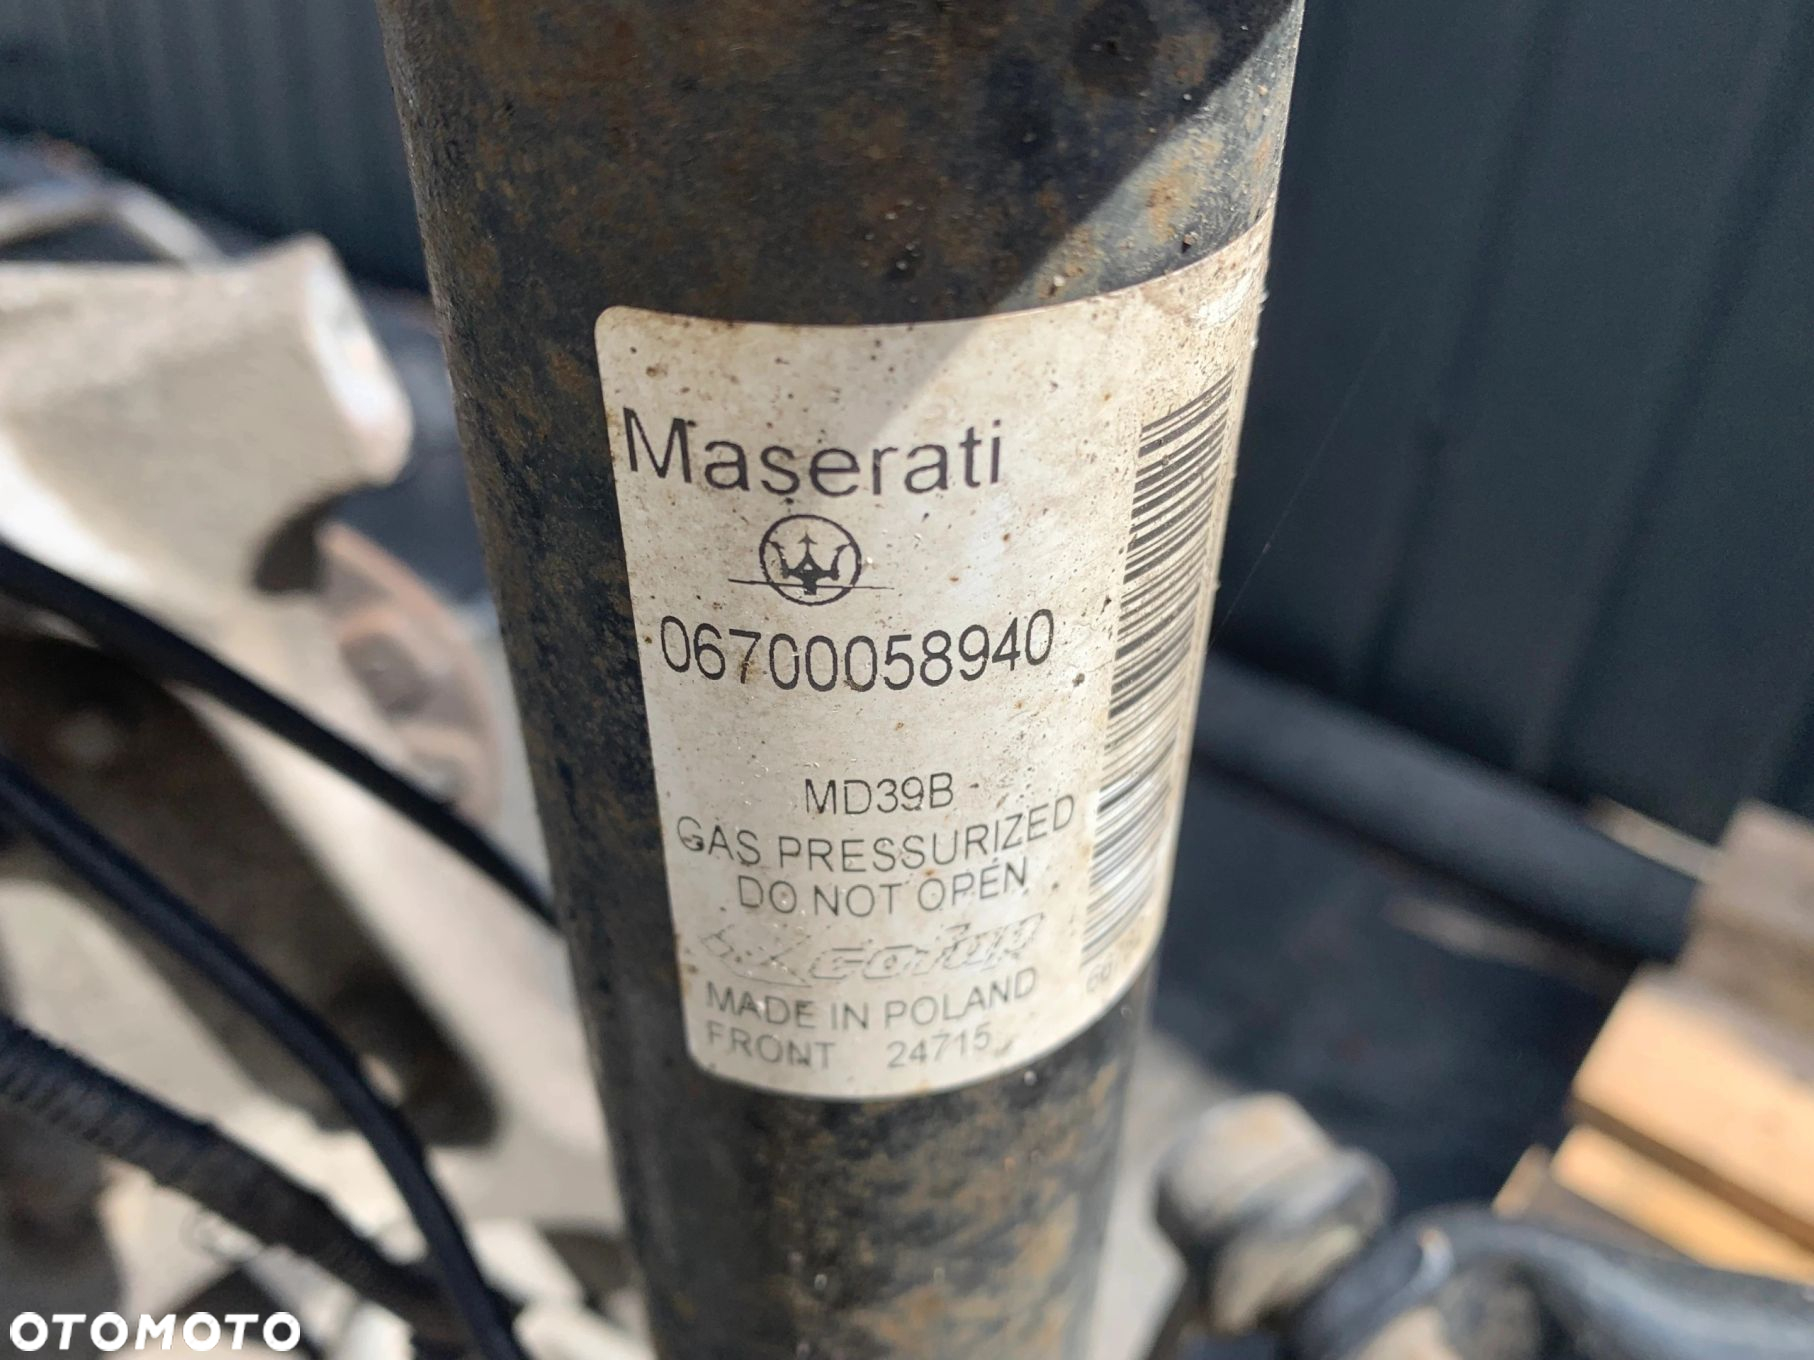 Maserati
06700058940
MD39B
GAS PRESSURIZED
DO NOT OPEN
MADE IN POLAND
FRONT 24715
OTOMOTO